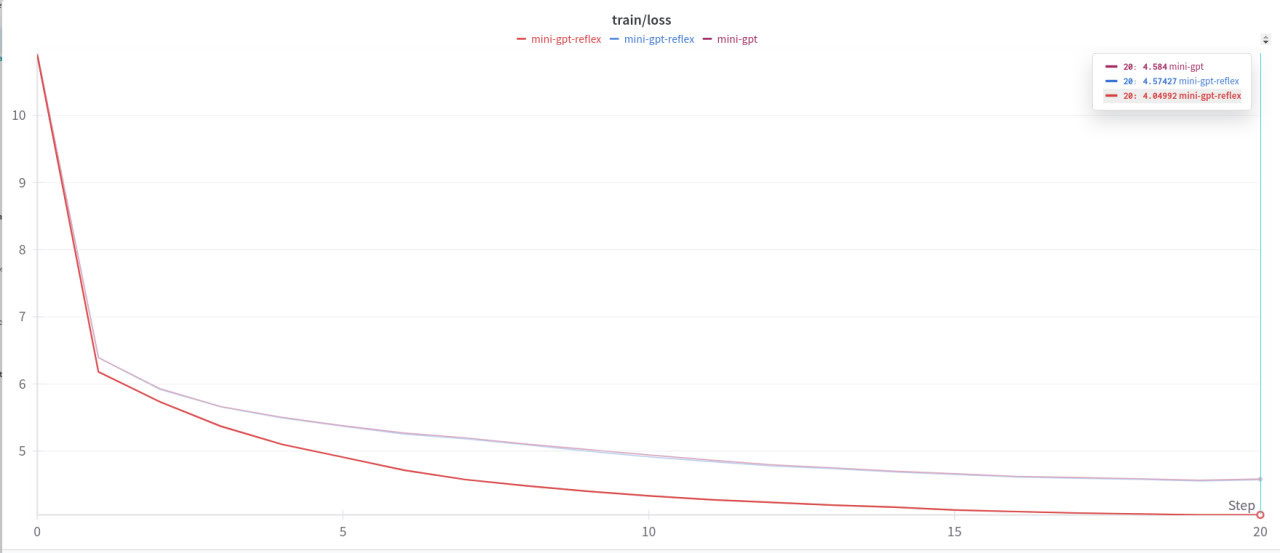 train/loss
mini-gpt-reflex mini-gpt-reflex mini-gpt
20: 4.584 mini-gpt
20: 4.57427 mini-gpt-reflex
20: 4.04992 mini-gpt-reflex
10
9
8
7
6
5
Step
0 5 10 15 20